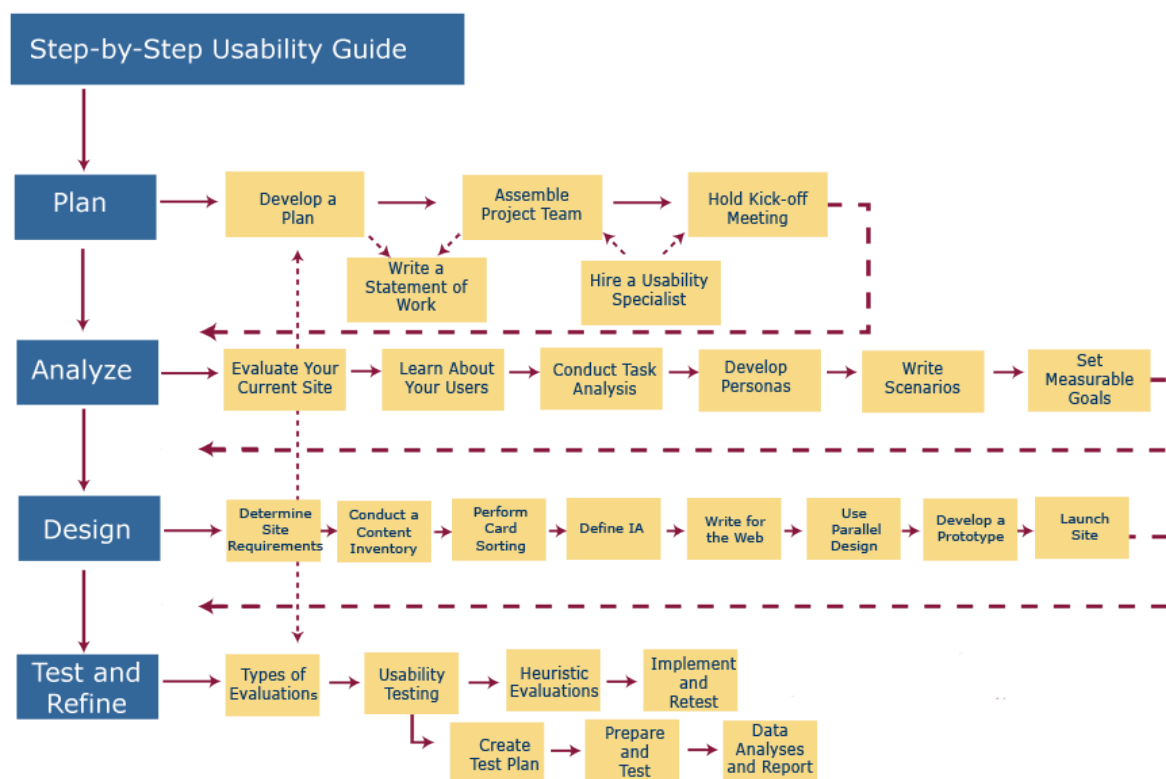 Step-by-Step Usability Guide
Plan
Develop a
Plan
Assemble
Project Team
Hold Kick-off
Meeting
Write a
Statement of
Work
Hire a Usability
Specialist
Analyze
Evaluate Your
Current Site
Learn About
Your Users
Conduct Task
Analysis
Develop
Personas
Write
Scenarios
Set
Measurable
Goals
Design
Determine
Site
Requirements
Conduct a
Content
Inventory
Perform
Card
Sorting
Define IA
Write for
the Web
Use
Parallel
Design
Develop a
Prototype
Launch
Site
Test and
Refine
Types of
Evaluations
Usability
Testing
Heuristic
Evaluations
Implement
and
Retest
Create
Test Plan
Prepare
and
Test
Data
Analyses
and Report